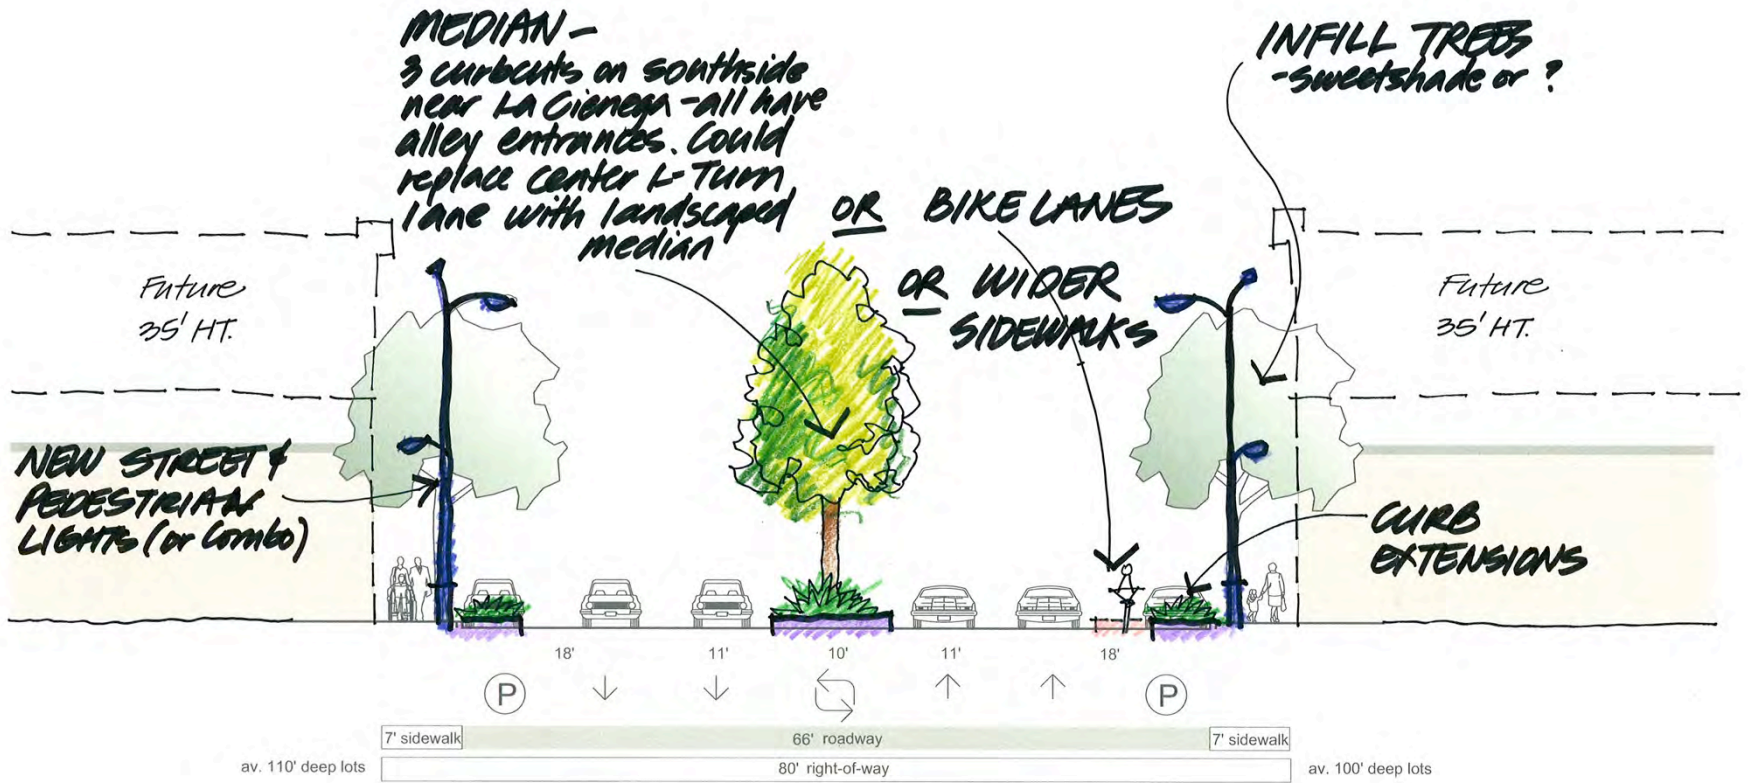 MEDIAN -
3 curbcuts on southside
near La Cienega - all have
alley entrances. Could
replace center L-Turn
lane with landscaped
median
OR BIKE LANES
OR WIDER
SIDEWALKS
INFILL TREES
- Sweetshade or ?
Future
35' HT.
Future
35' HT.
NEW STREET &
PEDESTRIAN
LIGHTS (or Combo)
CURB
EXTENSIONS
18' 11' 10' 11' 18'
P P
7' sidewalk 66' roadway 7' sidewalk
av. 110' deep lots 80' right-of-way av. 100' deep lots